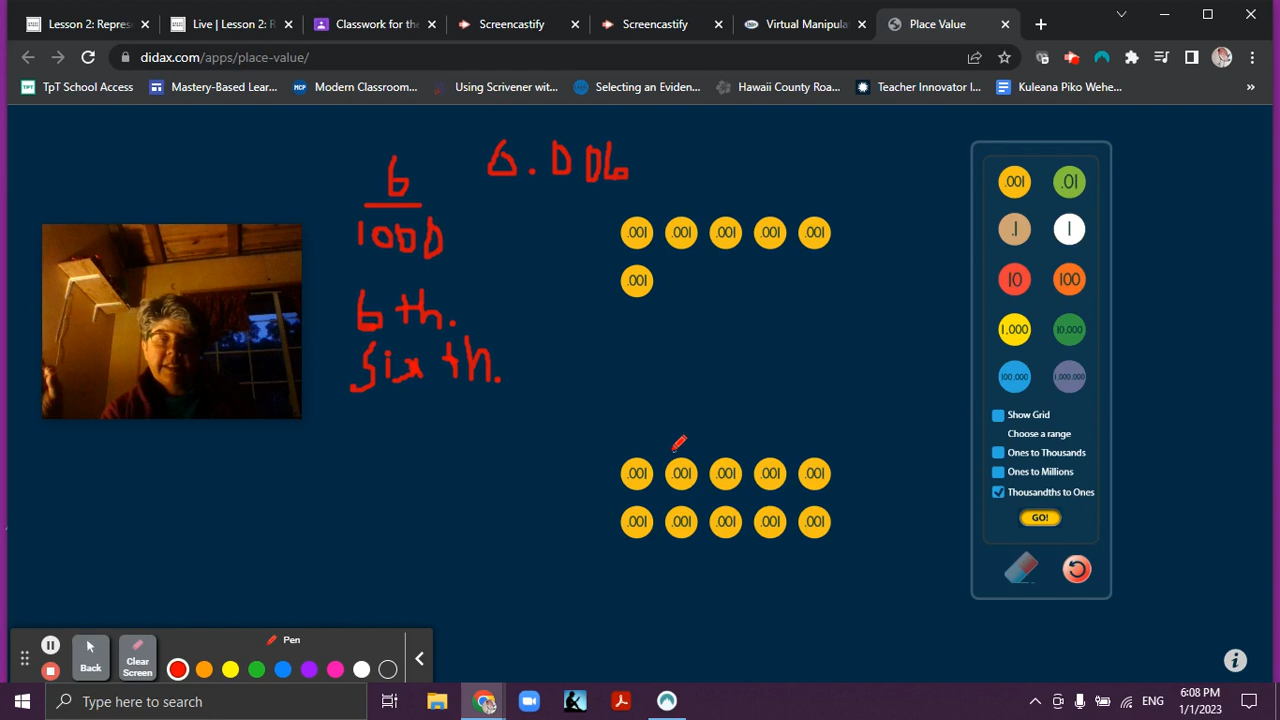 Lesson 2: Repres
Live | Lesson 2: R
Classwork for the
Screencastify
Screencastify
Virtual Manipula
Place Value
didax.com/apps/place-value/
TPT
TpT School Access
Mastery-Based Lear...
MCP
Modern Classroom...
Using Scrivener wit...
Selecting an Eviden...
Hawaii County Roa...
Teacher Innovator I...
Kuleana Piko Wehe...
»
6
1000
6.006
6 th.
six th.
.001 .001 .001 .001 .001
.001
.001 .001 .001 .001 .001
.001 .001 .001 .001 .001
.001 .01
.1 1
10 100
1,000 10,000
100,000 1,000,000
Show Grid
Choose a range
Ones to Thousands
Ones to Millions
Thousandths to Ones
GO!
Pen
Back
Clear
Screen
Type here to search
ENG
6:08 PM
1/1/2023